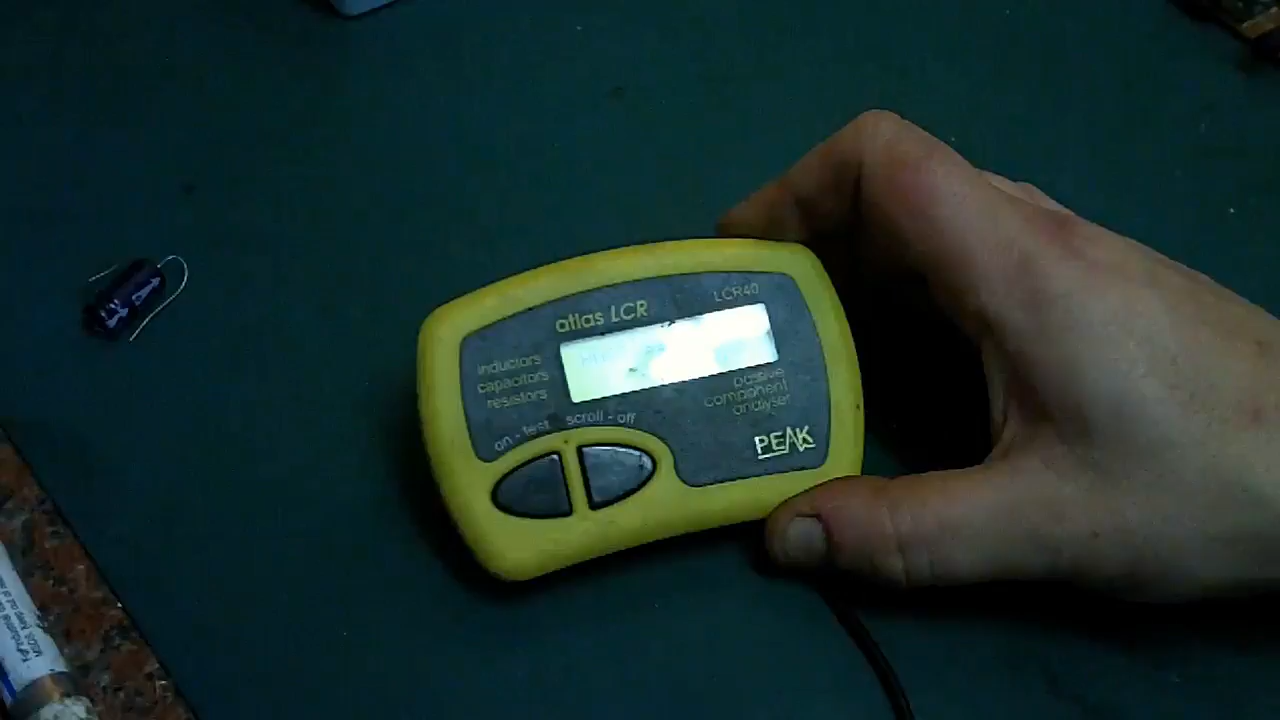 atlas LCR
LCR40
inductors
capacitors
resistors
passive
component
analyser
on - test
scroll - off
PEAK